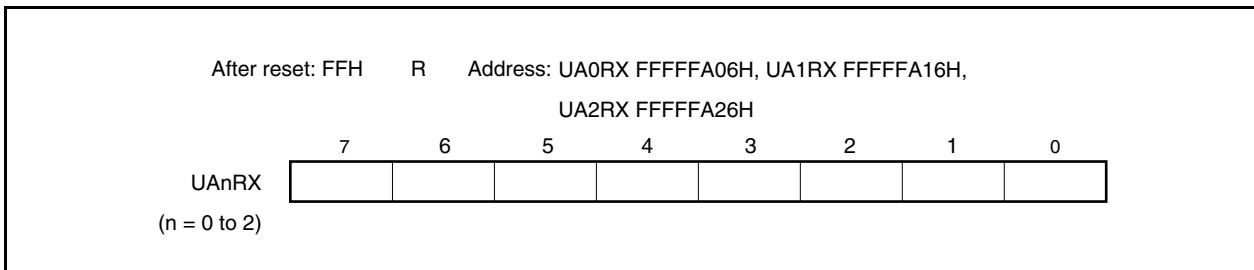 After reset: FFH R Address: UA0RX FFFFFA06H, UA1RX FFFFFA16H,
UA2RX FFFFFA26H
7 6 5 4 3 2 1 0
UAnRX
(n = 0 to 2)